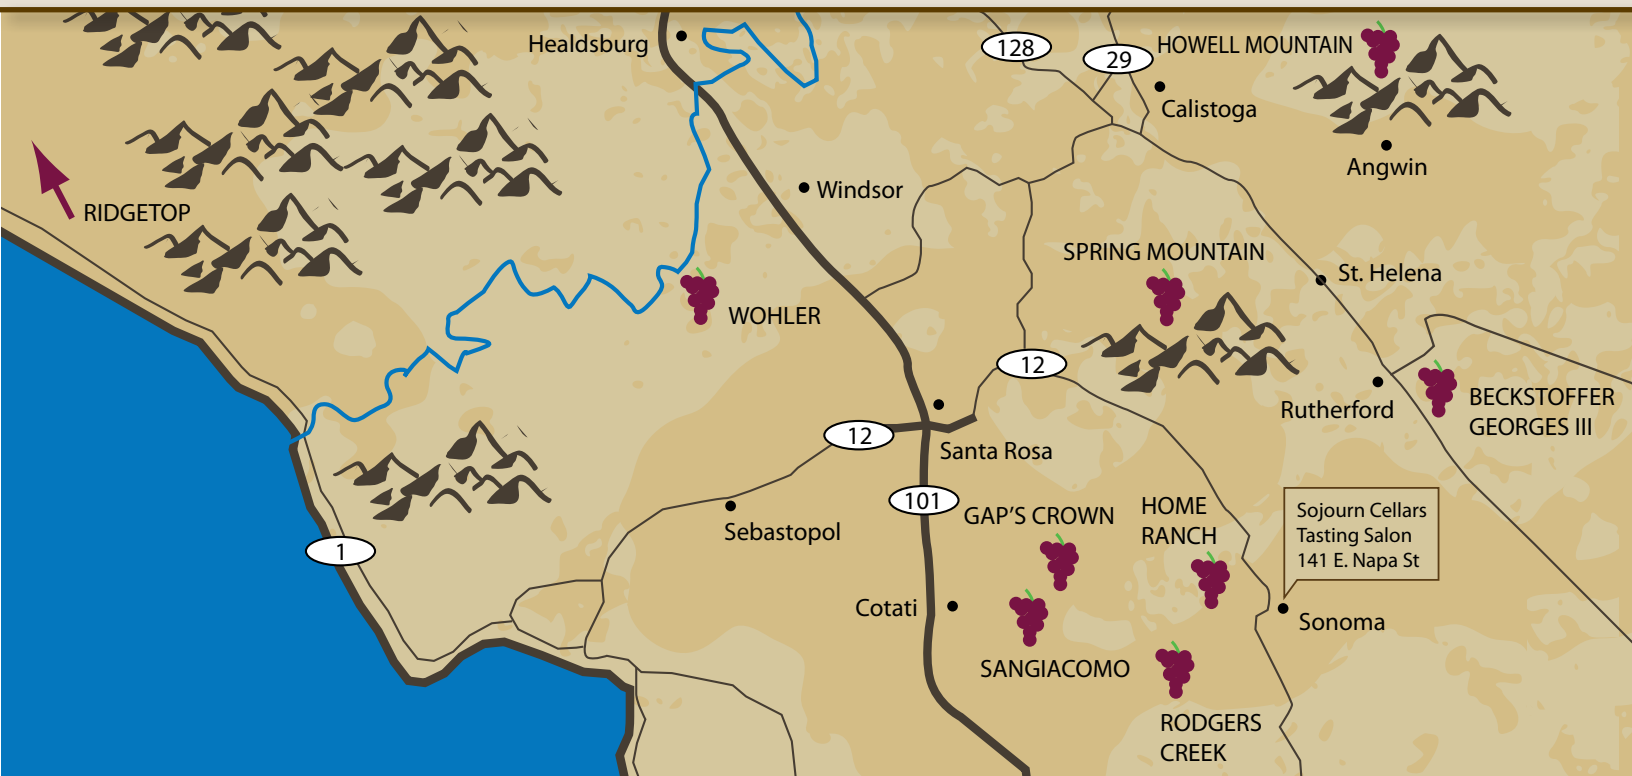 Healdsburg
128
29
HOWELL MOUNTAIN
Calistoga
Angwin
RIDGETOP
Windsor
SPRING MOUNTAIN
St. Helena
WOHLER
12
Rutherford
BECKSTOFFER
GEORGES III
12
Santa Rosa
101
GAP'S CROWN
HOME
RANCH
Sojourn Cellars
Tasting Salon
141 E. Napa St
Sebastopol
1
Cotati
Sonoma
SANGIACOMO
RODGERS
CREEK